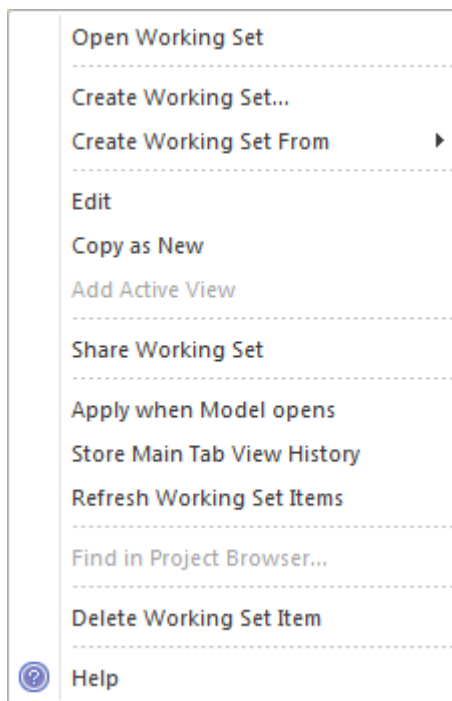 Open Working Set
Create Working Set...
Create Working Set From
Edit
Copy as New
Add Active View
Share Working Set
Apply when Model opens
Store Main Tab View History
Refresh Working Set Items
Find in Project Browser...
Delete Working Set Item
Help